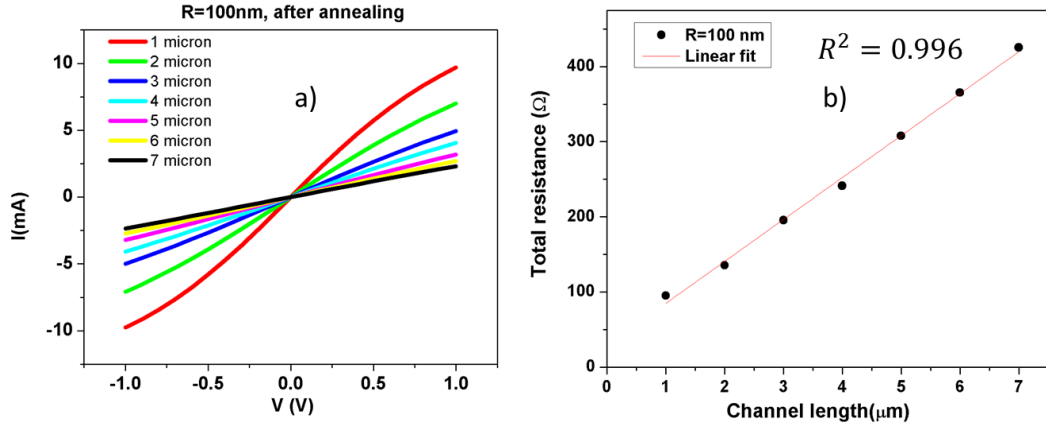 R=100nm, after annealing
1 micron
2 micron
3 micron
4 micron
5 micron
6 micron
7 micron
a)
10
5
0
-5
-10
I(mA)
-1.0 -0.5 0.0 0.5 1.0
V (V)
R=100 nm
Linear fit
R² = 0.996
b)
400
300
200
100
0
Total resistance (Ω)
0 1 2 3 4 5 6 7
Channel length(μm)